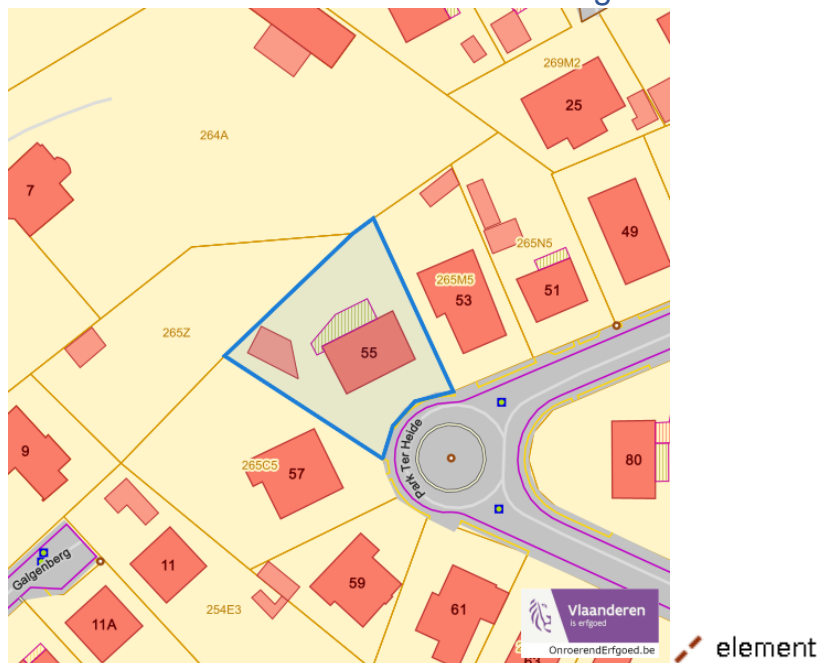 269M2
25
264A
7
265N5
49
265M5
53
51
265Z
55
Park Ter Heide
9
265C5
57
80
Galgenberg
11
59
254E3
61
11A
Vlaanderen
is erfgoed
OnroerendErfgoed.be
63
element